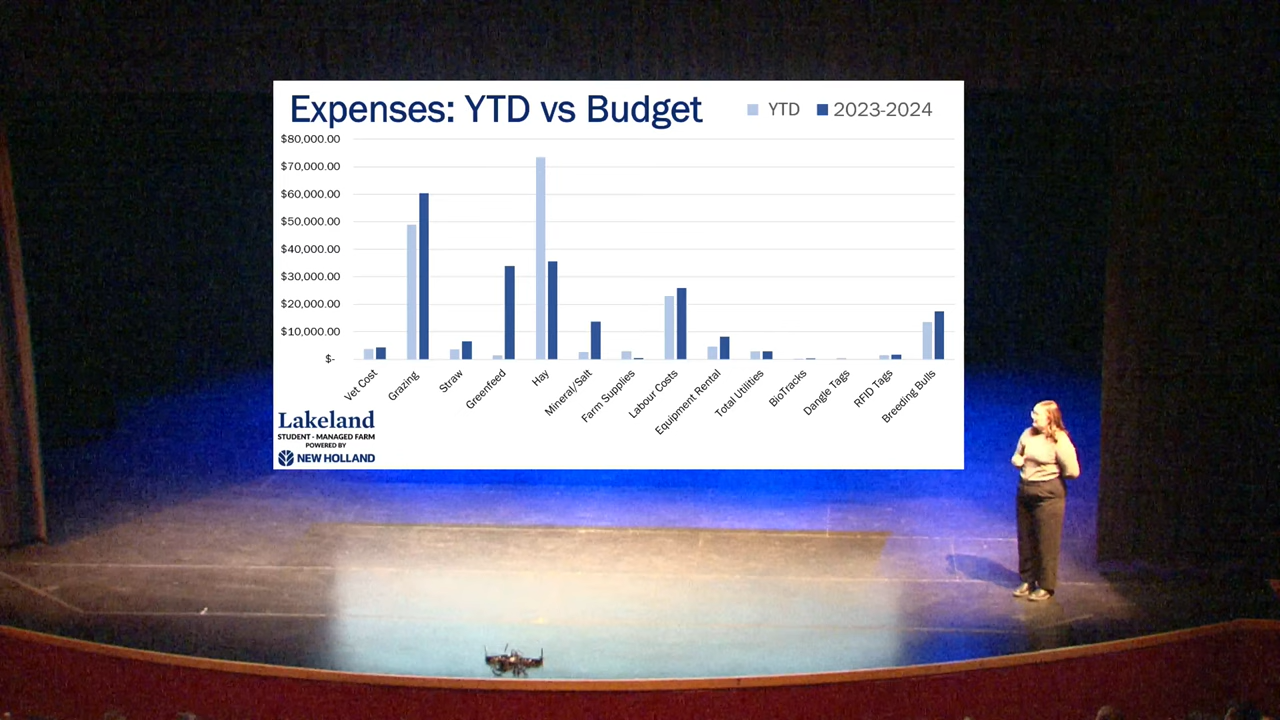 Expenses: YTD vs Budget
YTD
2023-2024
$80,000.00
$70,000.00
$60,000.00
$50,000.00
$40,000.00
$30,000.00
$20,000.00
$10,000.00
$-
Vet Cost
Grazing
Straw
Greenfeed
Hay
Mineral/Salt
Farm Supplies
Labour Costs
Equipment Rental
Total Utilities
BioTracks
Dangle Tags
RFID Tags
Breeding Bulls
Lakeland
STUDENT - MANAGED FARM
POWERED BY
NEW HOLLAND